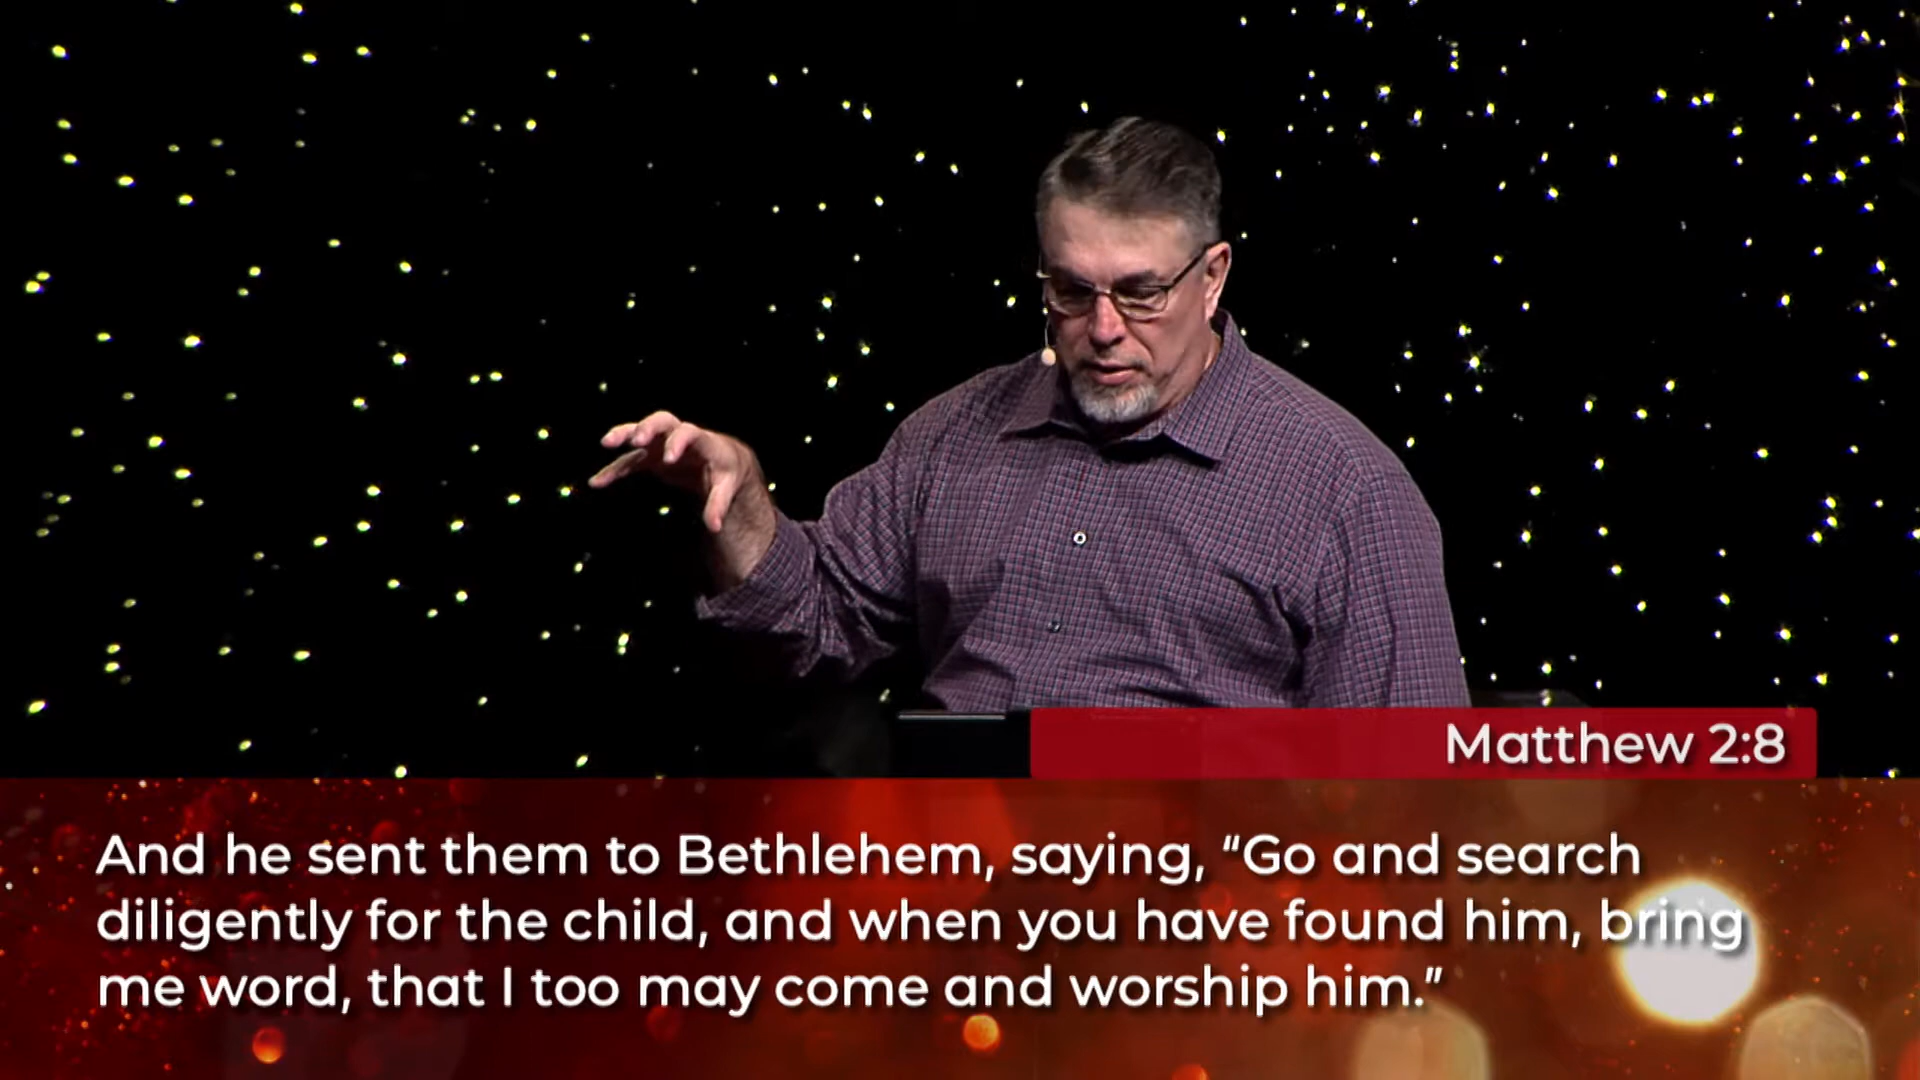 Matthew 2:8
And he sent them to Bethlehem, saying, “Go and search
diligently for the child, and when you have found him, bring
me word, that I too may come and worship him.”